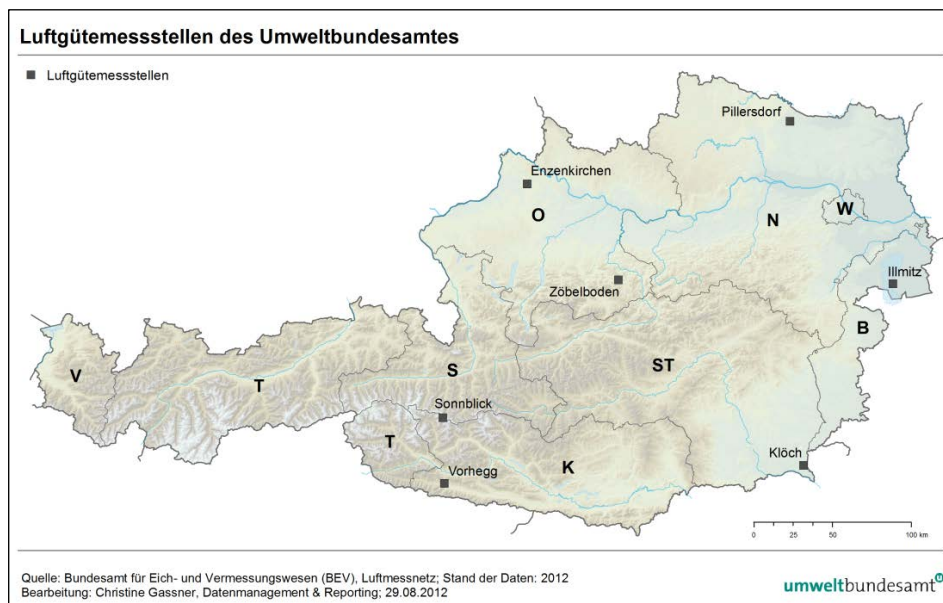 Luftgütemessstellen des Umweltbundesamtes
Luftgütemessstellen
Pillersdorf
Enzenkirchen
O
N
W
Zöbelboden
Illmitz
B
V
T
S
ST
Sonnblick
T
K
Klöch
Vorhegg
0 25 50 100 km
Quelle: Bundesamt für Eich- und Vermessungswesen (BEV), Luftmessnetz; Stand der Daten: 2012
Bearbeitung: Christine Gassner, Datenmanagement & Reporting; 29.08.2012
umweltbundesamt u